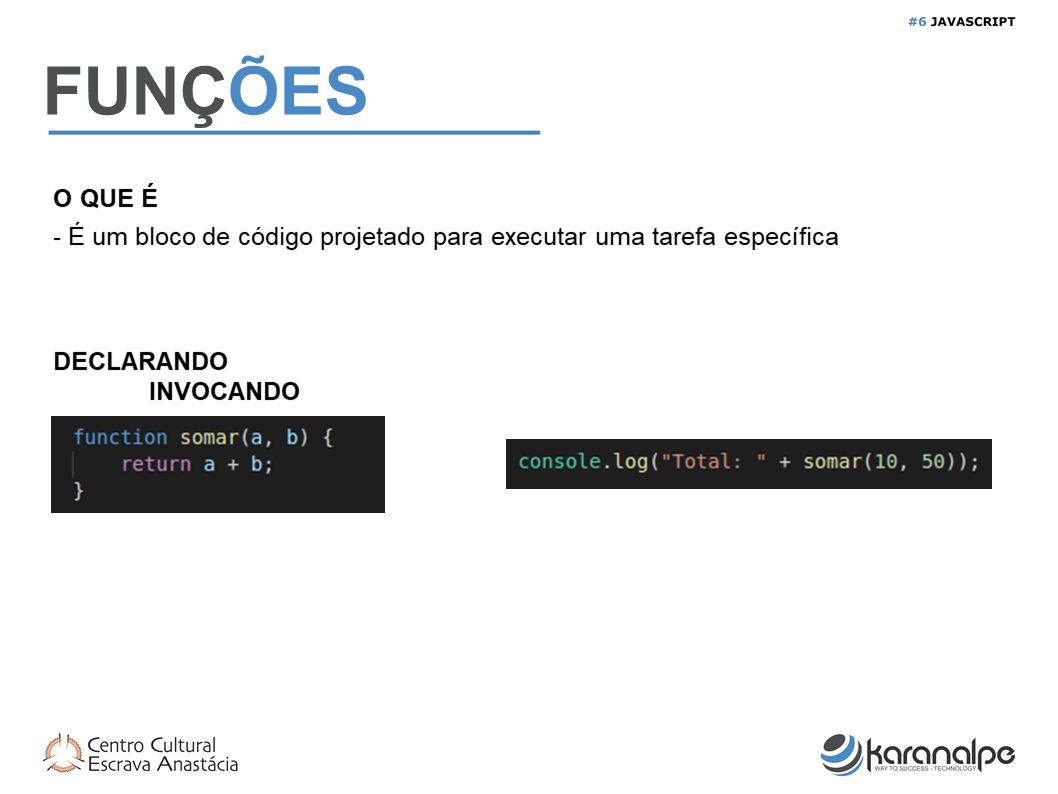 #6 JAVASCRIPT
FUNÇÕES
O QUE É
- É um bloco de código projetado para executar uma tarefa específica
DECLARANDO
INVOCANDO
function somar(a, b) {
    return a + b;
}
console.log("Total: " + somar(10, 50));
Centro Cultural
Escrava Anastácia
karanalpe
WAY TO SUCCESS - TECHNOLOGY